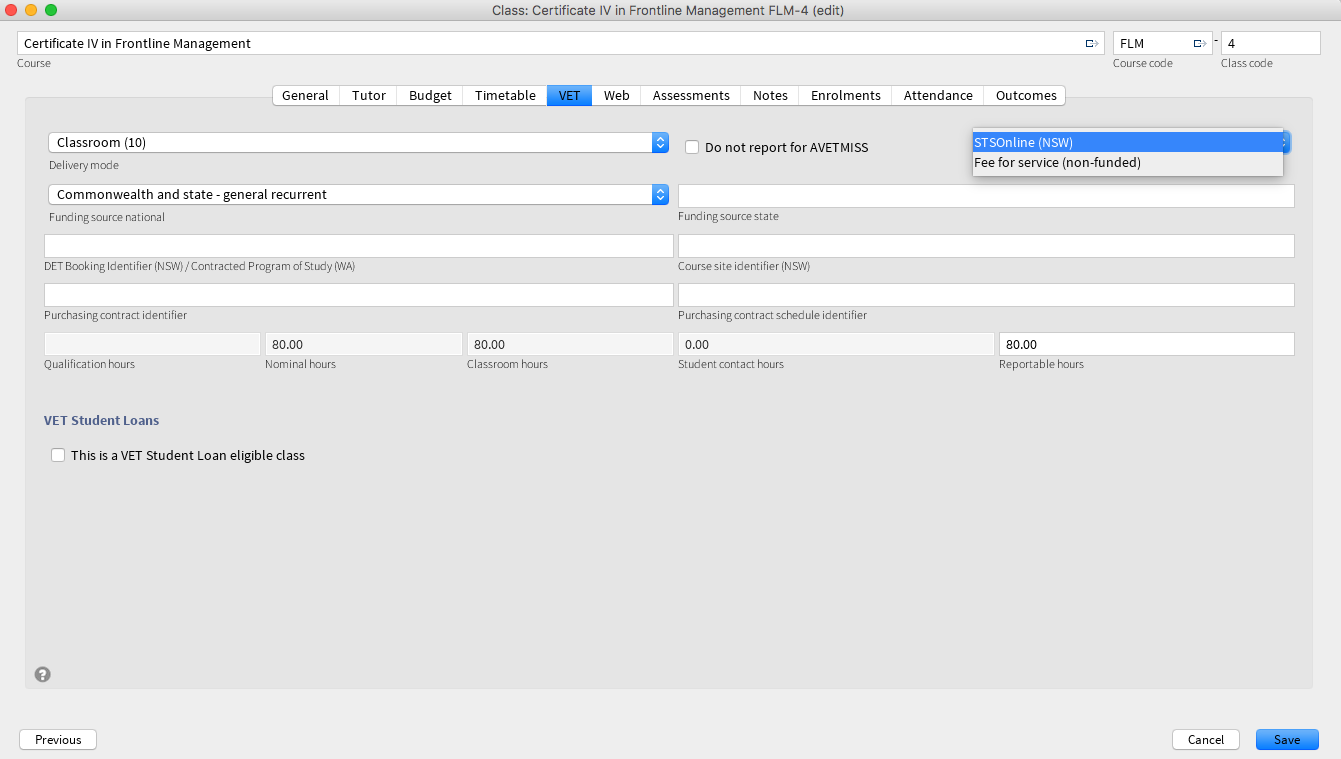 Class: Certificate IV in Frontline Management FLM-4 (edit)
Certificate IV in Frontline Management
FLM
-
4
Course
Course code
Class code
General
Tutor
Budget
Timetable
VET
Web
Assessments
Notes
Enrolments
Attendance
Outcomes
Classroom (10)
Delivery mode
Do not report for AVETMISS
STSOnline (NSW)
Fee for service (non-funded)
Commonwealth and state - general recurrent
Funding source national
Funding source state
DET Booking Identifier (NSW) / Contracted Program of Study (WA)
Course site identifier (NSW)
Purchasing contract identifier
Purchasing contract schedule identifier
80.00
80.00
0.00
80.00
Qualification hours
Nominal hours
Classroom hours
Student contact hours
Reportable hours
VET Student Loans
This is a VET Student Loan eligible class
?
Previous
Cancel
Save